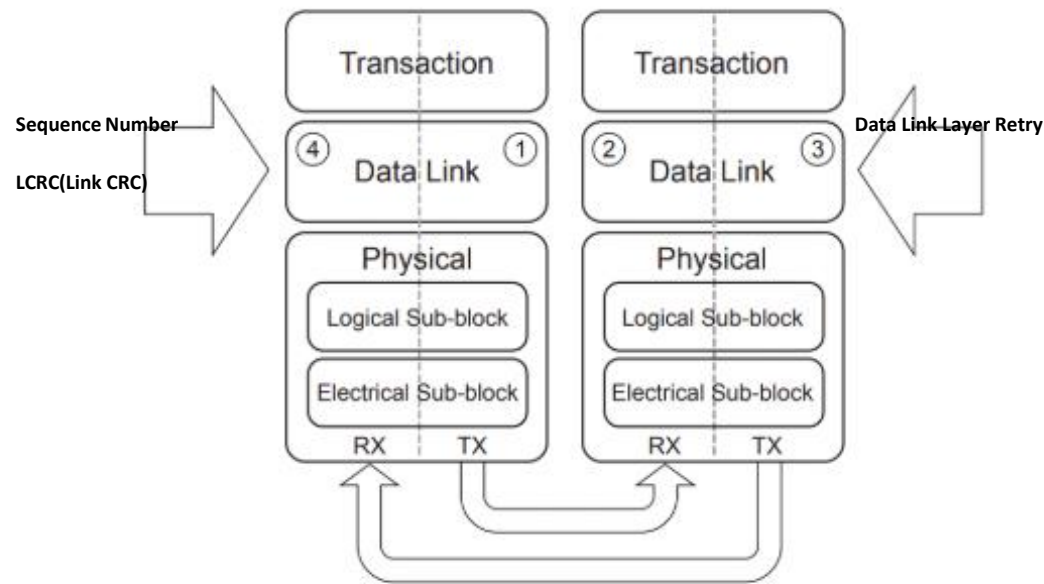 Transaction
Transaction
Sequence Number
Data Link Layer Retry
4
1
2
3
Data Link
Data Link
LCRC(Link CRC)
Physical
Physical
Logical Sub-block
Logical Sub-block
Electrical Sub-block
Electrical Sub-block
RX
TX
RX
TX